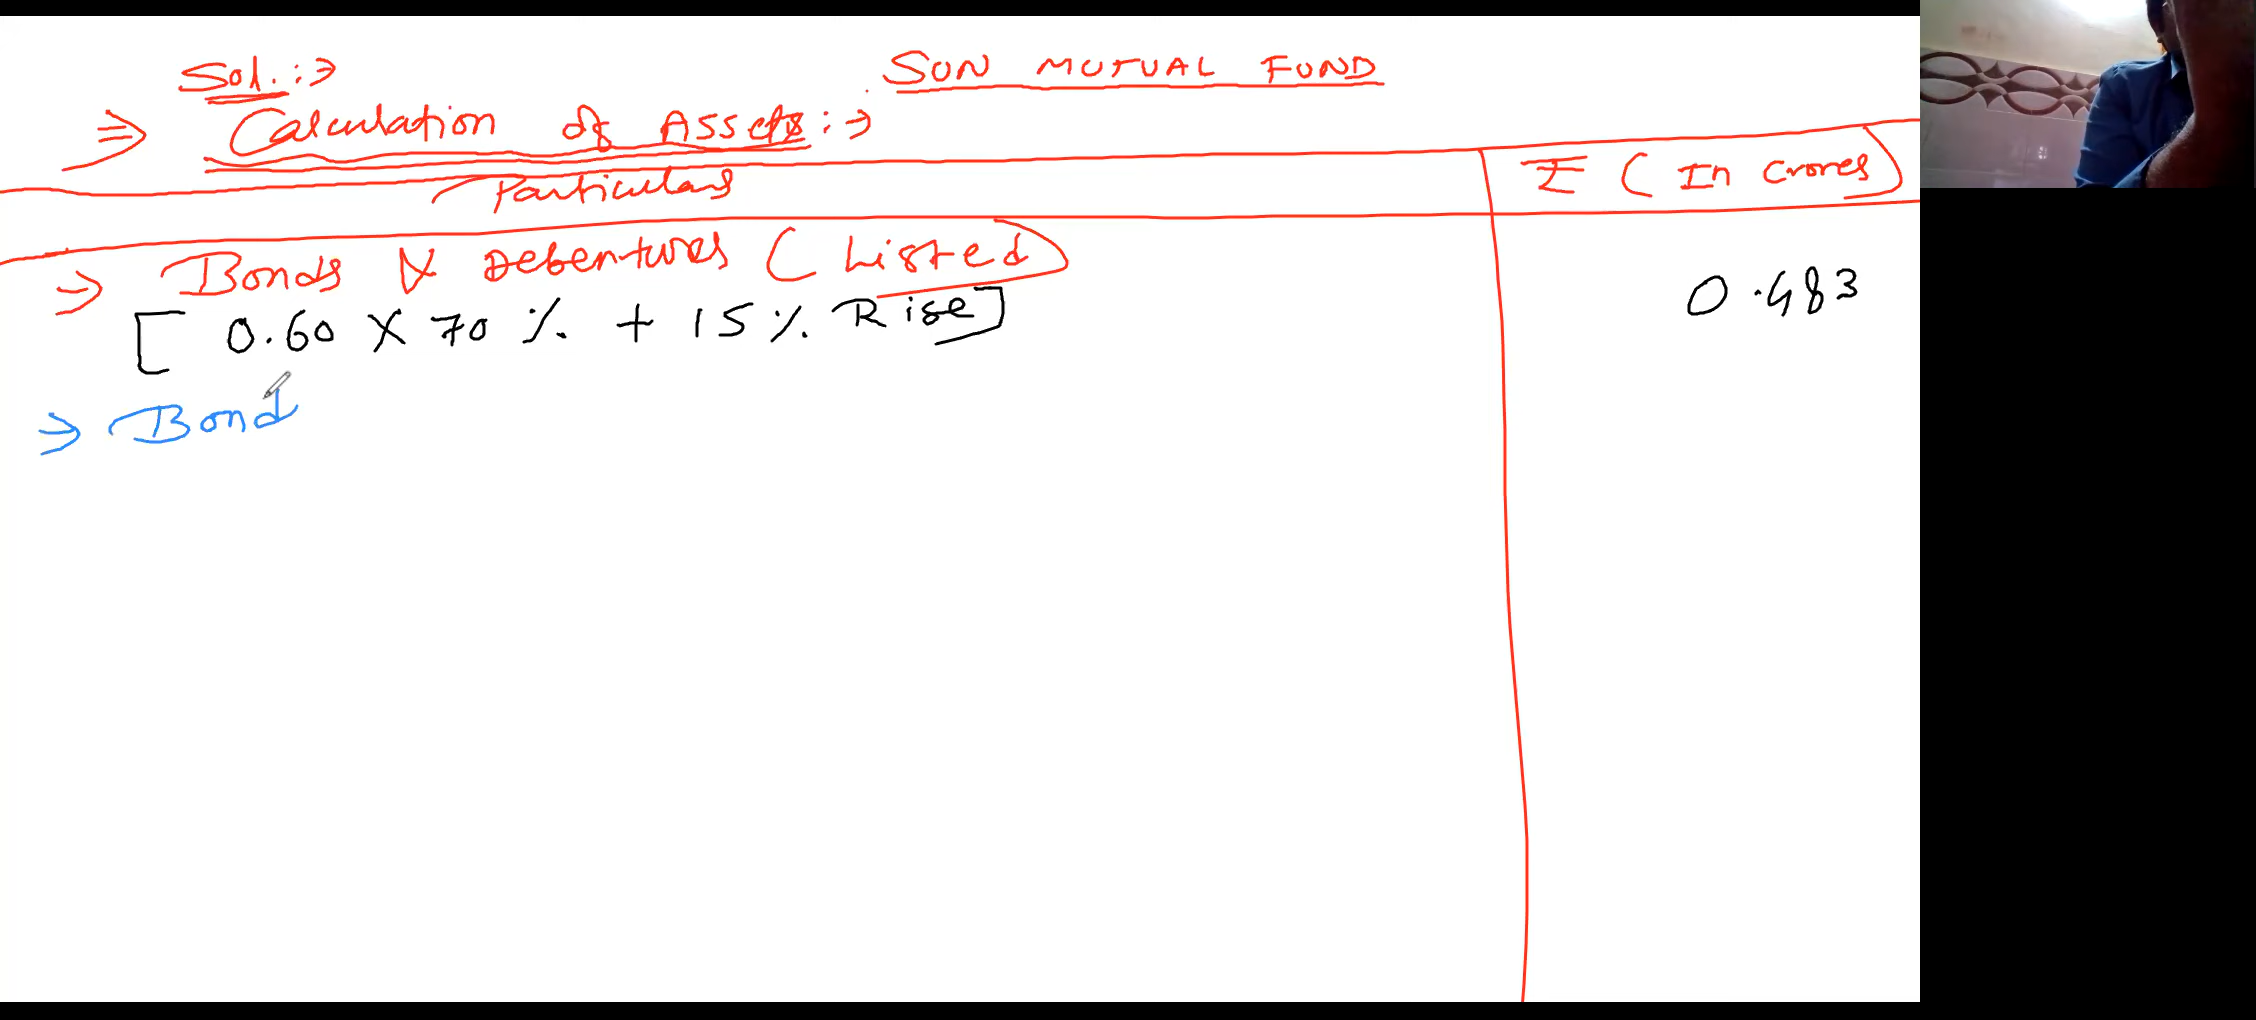 Sol. :→
SUN MUTUAL FUND
⇒ Calculation of Assets :→
Particulars
₹ (In Crores)
⇒ Bonds & Debentures (Listed)
[ 0.60 X 70 % + 15 % Rise]
0.483
⇒ Bond